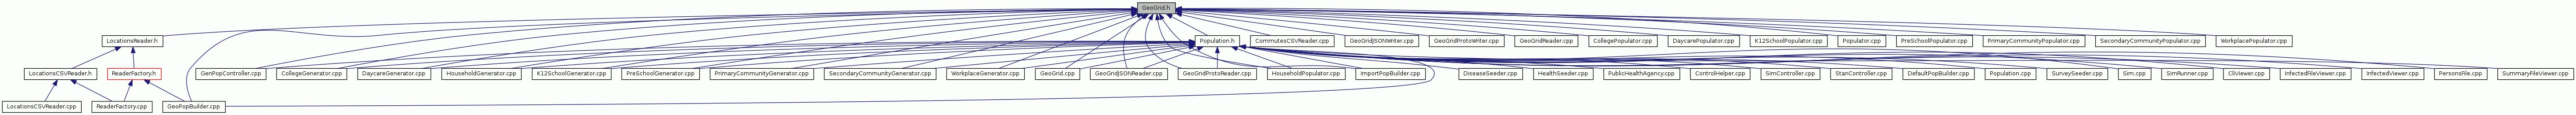 GeoGrid.h
LocationsReader.h
Population.h
CommutesCSVReader.cpp
GeoGridJSONWriter.cpp
GeoGridProtoWriter.cpp
GeoGridReader.cpp
CollegePopulator.cpp
DaycarePopulator.cpp
K12SchoolPopulator.cpp
Populator.cpp
PreSchoolPopulator.cpp
PrimaryCommunityPopulator.cpp
SecondaryCommunityPopulator.cpp
WorkplacePopulator.cpp
LocationsCSVReader.h
ReaderFactory.h
GenPopController.cpp
CollegeGenerator.cpp
DaycareGenerator.cpp
HouseholdGenerator.cpp
K12SchoolGenerator.cpp
PreSchoolGenerator.cpp
PrimaryCommunityGenerator.cpp
SecondaryCommunityGenerator.cpp
WorkplaceGenerator.cpp
GeoGrid.cpp
GeoGridJSONReader.cpp
GeoGridProtoReader.cpp
HouseholdPopulator.cpp
ImportPopBuilder.cpp
DiseaseSeeder.cpp
HealthSeeder.cpp
PublicHealthAgency.cpp
ControlHelper.cpp
SimController.cpp
StanController.cpp
DefaultPopBuilder.cpp
Population.cpp
SurveySeeder.cpp
Sim.cpp
SimRunner.cpp
CliViewer.cpp
InfectedFileViewer.cpp
InfectedViewer.cpp
PersonsFile.cpp
SummaryFileViewer.cpp
LocationsCSVReader.cpp
ReaderFactory.cpp
GeoPopBuilder.cpp